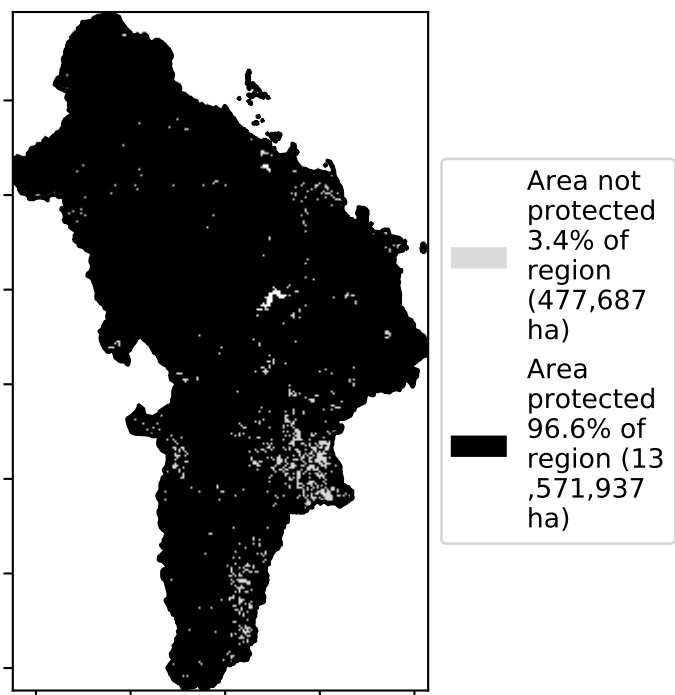 Area not
protected
3.4% of
region
(477,687
ha)
Area
protected
96.6% of
region (13
,571,937
ha)